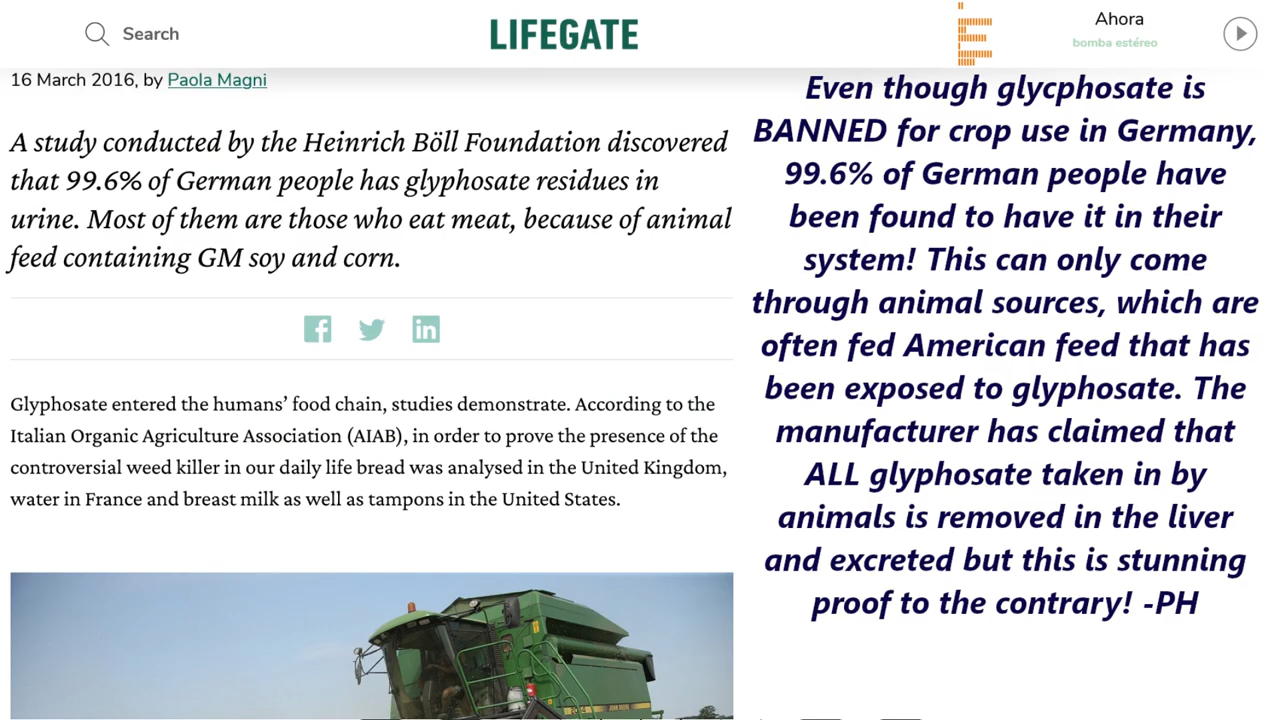 Search
LIFEGATE
Ahora
bomba estéreo
16 March 2016, by Paola Magni
A study conducted by the Heinrich Böll Foundation discovered
that 99.6% of German people has glyphosate residues in
urine. Most of them are those who eat meat, because of animal
feed containing GM soy and corn.
Glyphosate entered the humans’ food chain, studies demonstrate. According to the
Italian Organic Agriculture Association (AIAB), in order to prove the presence of the
controversial weed killer in our daily life bread was analysed in the United Kingdom,
water in France and breast milk as well as tampons in the United States.
Even though glycphosate is
BANNED for crop use in Germany,
99.6% of German people have
been found to have it in their
system! This can only come
through animal sources, which are
often fed American feed that has
been exposed to glyphosate. The
manufacturer has claimed that
ALL glyphosate taken in by
animals is removed in the liver
and excreted but this is stunning
proof to the contrary! -PH